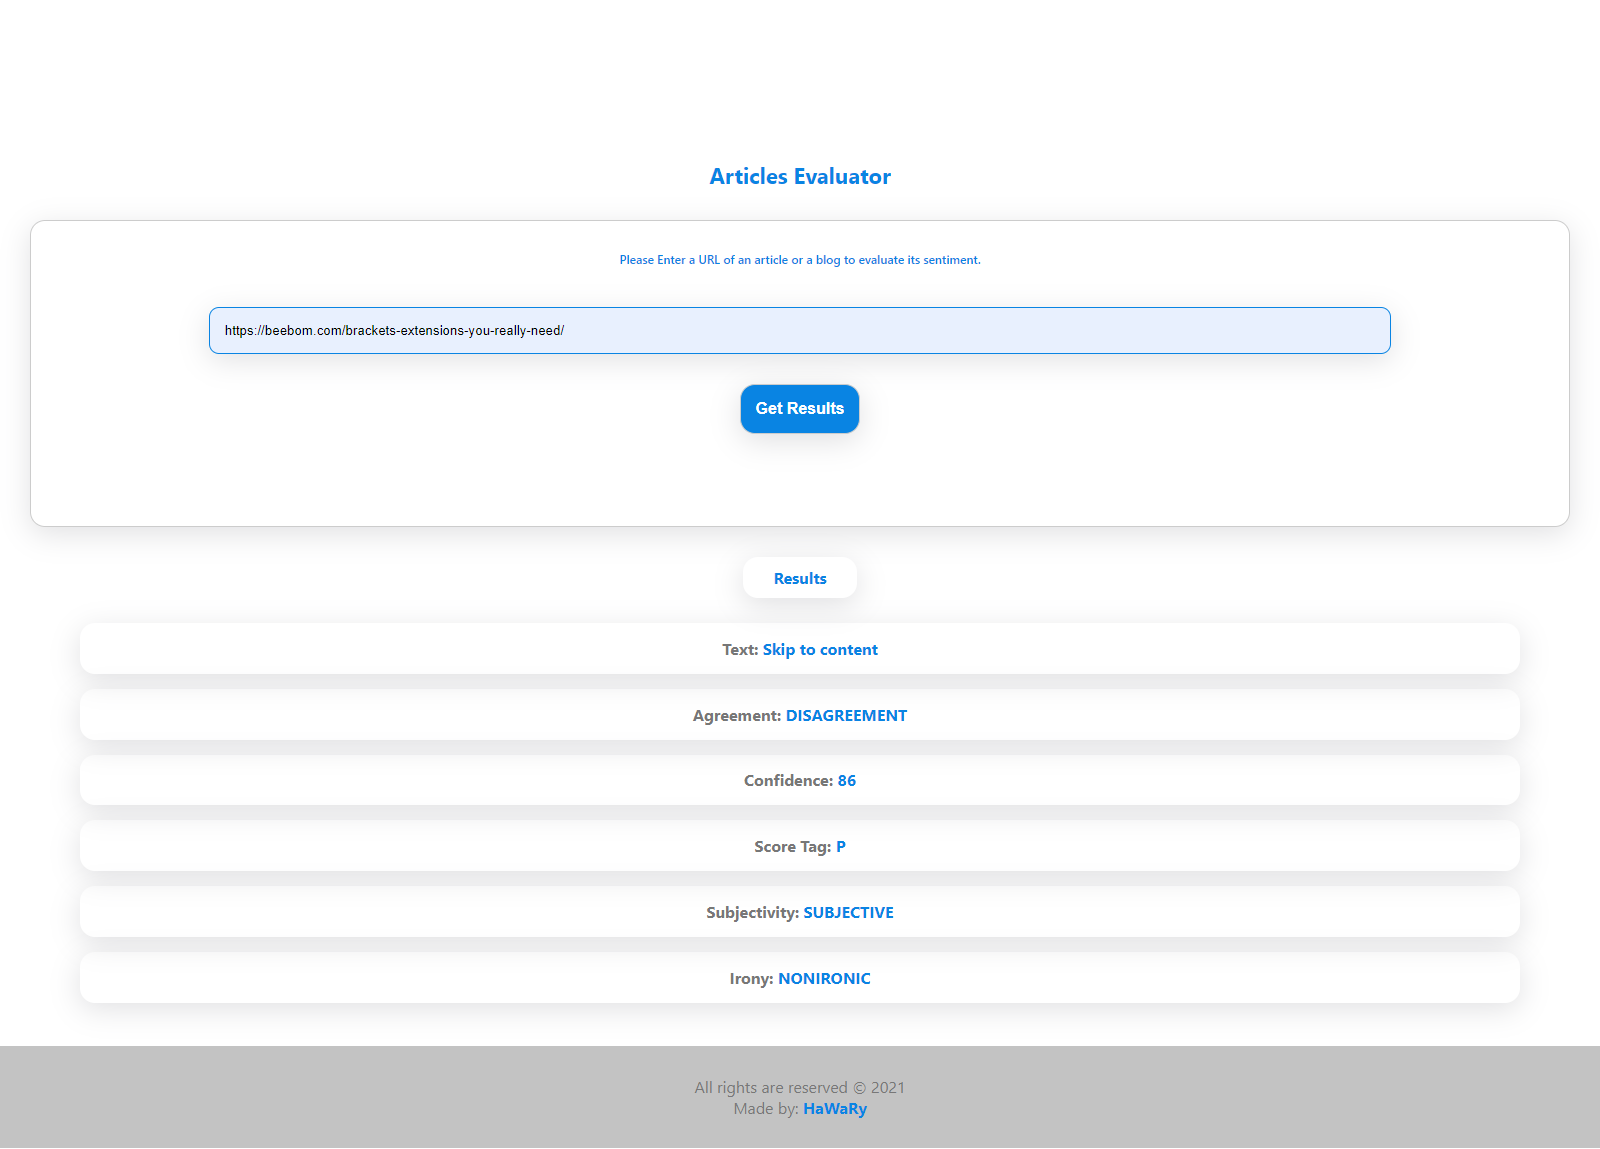 Articles Evaluator
Please Enter a URL of an article or a blog to evaluate its sentiment.
https://beebom.com/brackets-extensions-you-really-need/
Get Results
Results
Text: Skip to content
Agreement: DISAGREEMENT
Confidence: 86
Score Tag: P
Subjectivity: SUBJECTIVE
Irony: NONIRONIC
All rights are reserved © 2021
Made by: HaWaRy